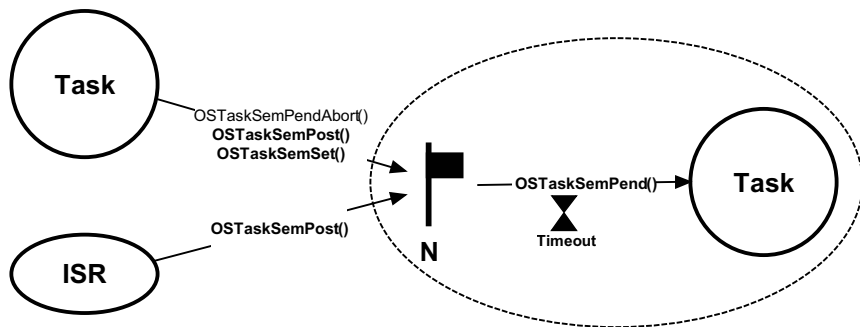 Task
OSTaskSemPendAbort()
OSTaskSemPost()
OSTaskSemSet()
OSTaskSemPost()
ISR
N
OSTaskSemPend()
Timeout
Task